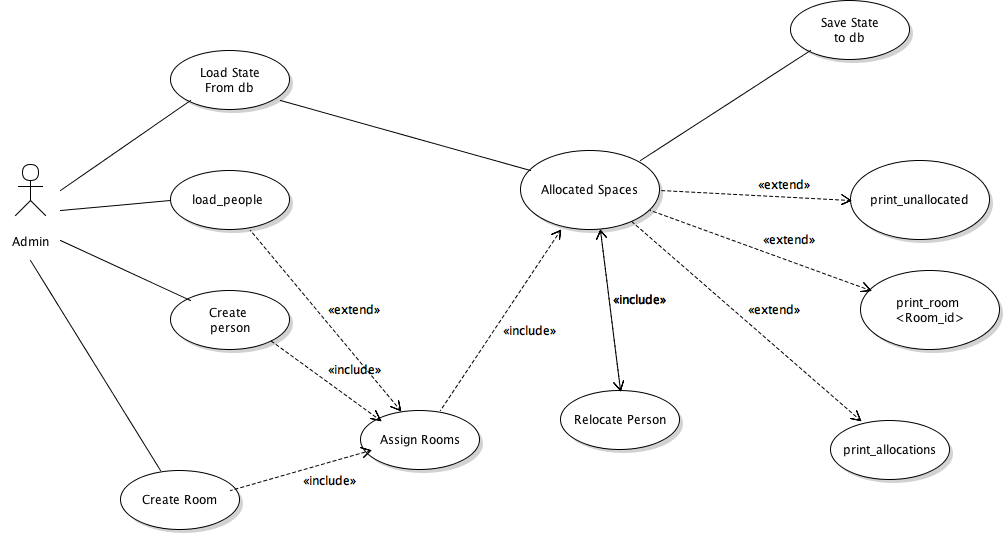 Save State
to db
Load State
From db
Allocated Spaces
«extend»
print_unallocated
load_people
Admin
«extend»
print_room
<Room_id>
«include»
Create
person
«extend»
«include»
«extend»
«include»
Relocate Person
Assign Rooms
print_allocations
«include»
Create Room